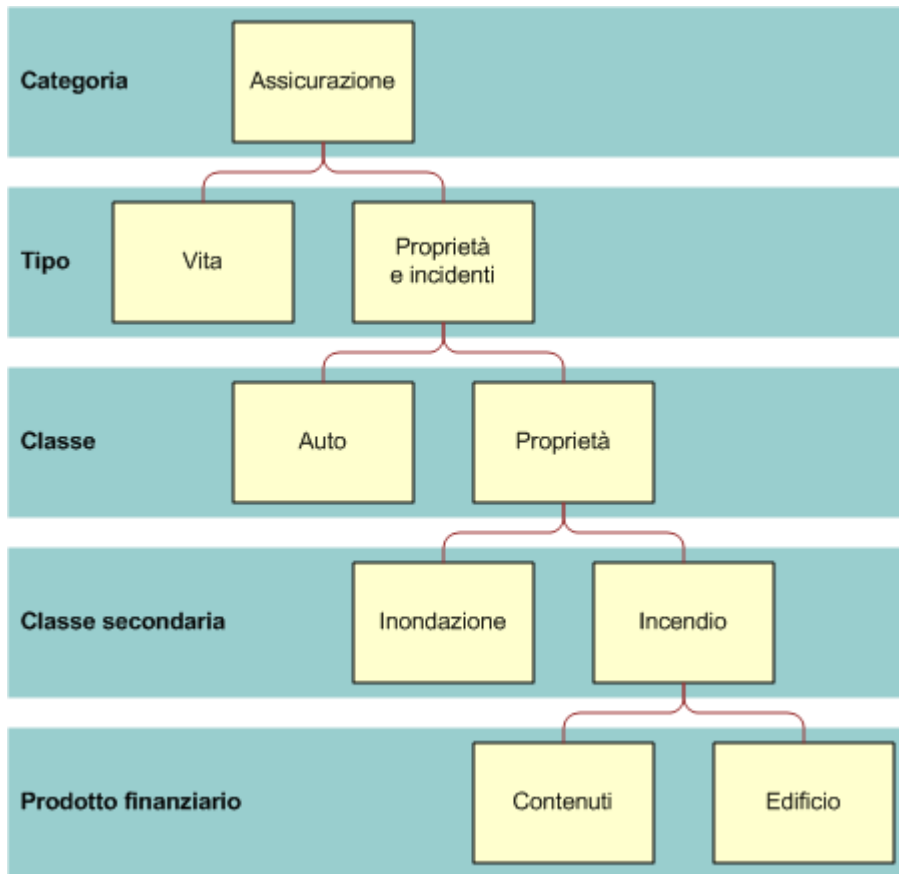 Categoria
Assicurazione
Tipo
Vita
Proprietà
e incidenti
Classe
Auto
Proprietà
Classe secondaria
Inondazione
Incendio
Prodotto finanziario
Contenuti
Edificio